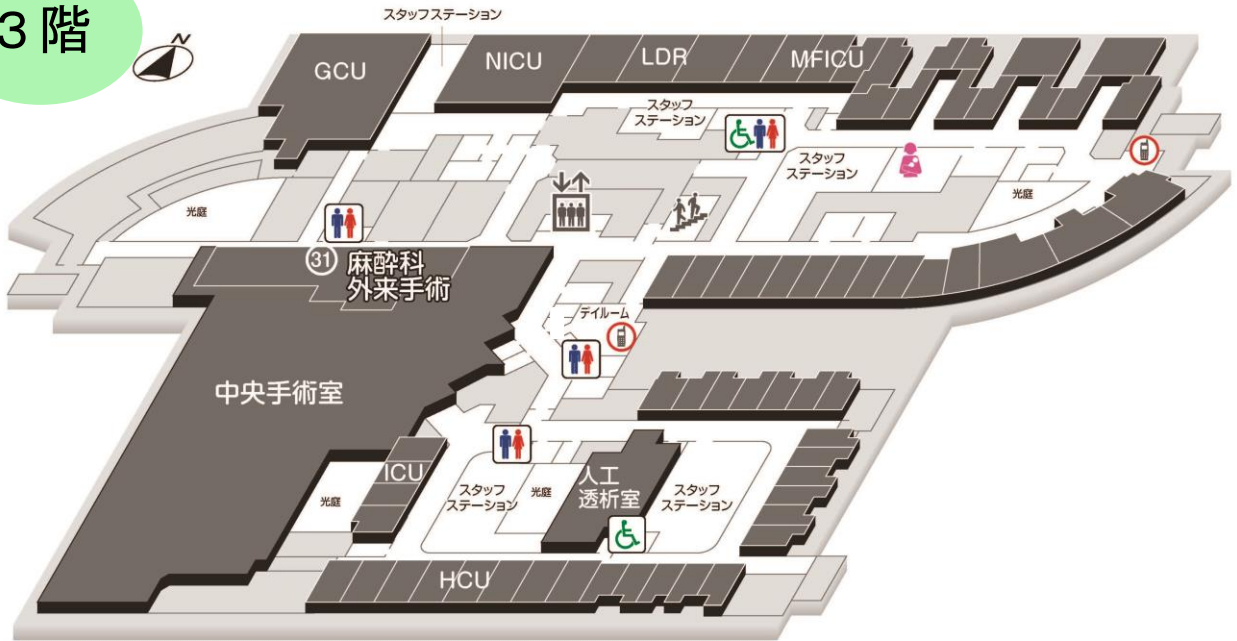 3階
N
スタッフステーション
GCU
NICU
LDR
MFICU
スタッフ
ステーション
スタッフ
ステーション
光庭
光庭
31
麻酔科
外来手術
デイルーム
中央手術室
ICU
光庭
スタッフ
ステーション
光庭
人工
透析室
スタッフ
ステーション
HCU